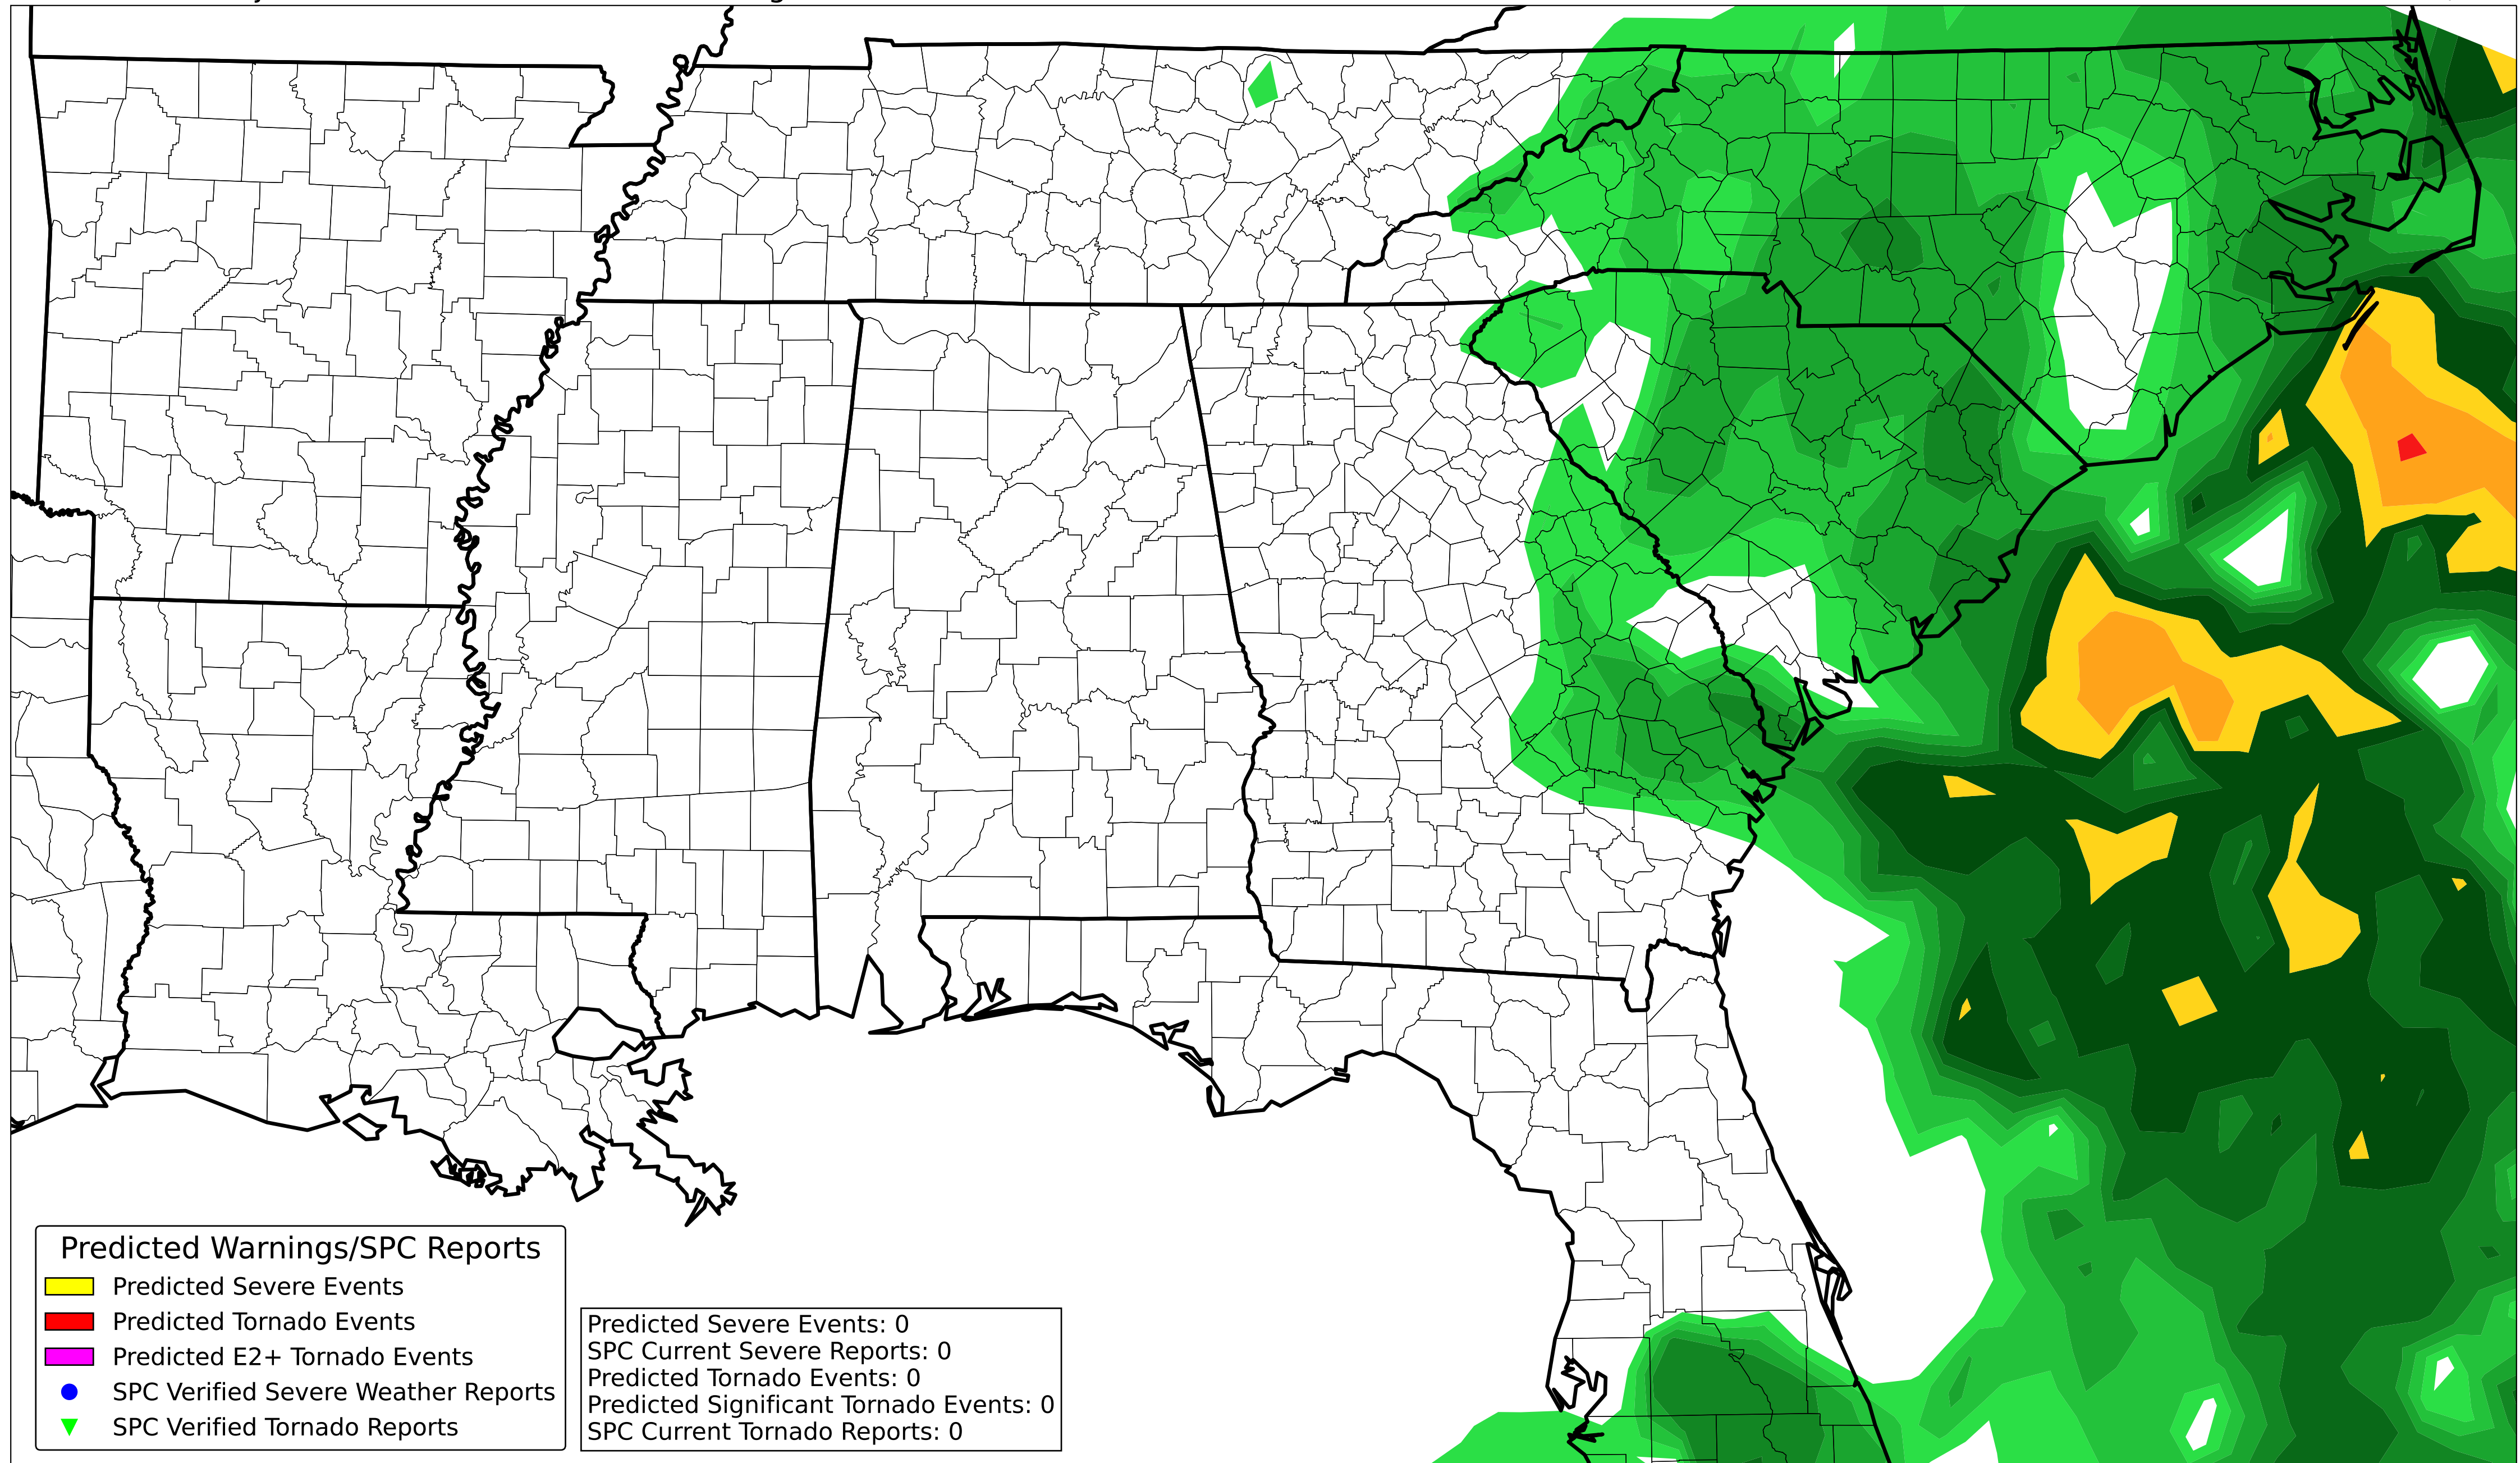 Predicted Warnings/SPC Reports
Predicted Severe Events
Predicted Tornado Events
Predicted E2+ Tornado Events
SPC Verified Severe Weather Reports
SPC Verified Tornado Reports
Predicted Severe Events: 0
SPC Current Severe Reports: 0
Predicted Tornado Events: 0
Predicted Significant Tornado Events: 0
SPC Current Tornado Reports: 0